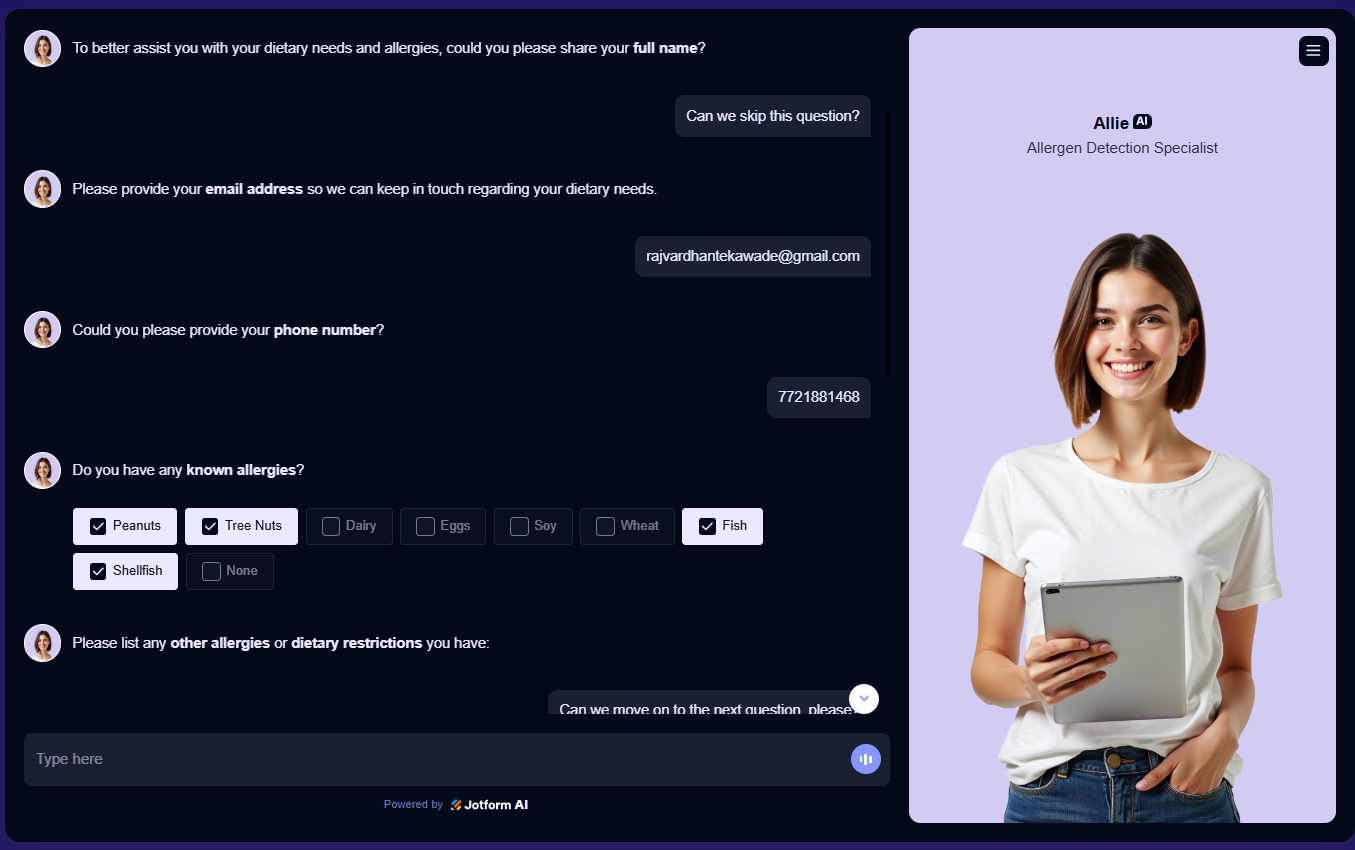 To better assist you with your dietary needs and allergies, could you please share your full name?
Can we skip this question?
Please provide your email address so we can keep in touch regarding your dietary needs.
rajvardhantekawade@gmail.com
Could you please provide your phone number?
7721881468
Do you have any known allergies?
Peanuts
Tree Nuts
Dairy
Eggs
Soy
Wheat
Fish
Shellfish
None
Please list any other allergies or dietary restrictions you have:
Can we move on to the next question, please?
Type here
Powered by Jotform AI
Allie AI
Allergen Detection Specialist